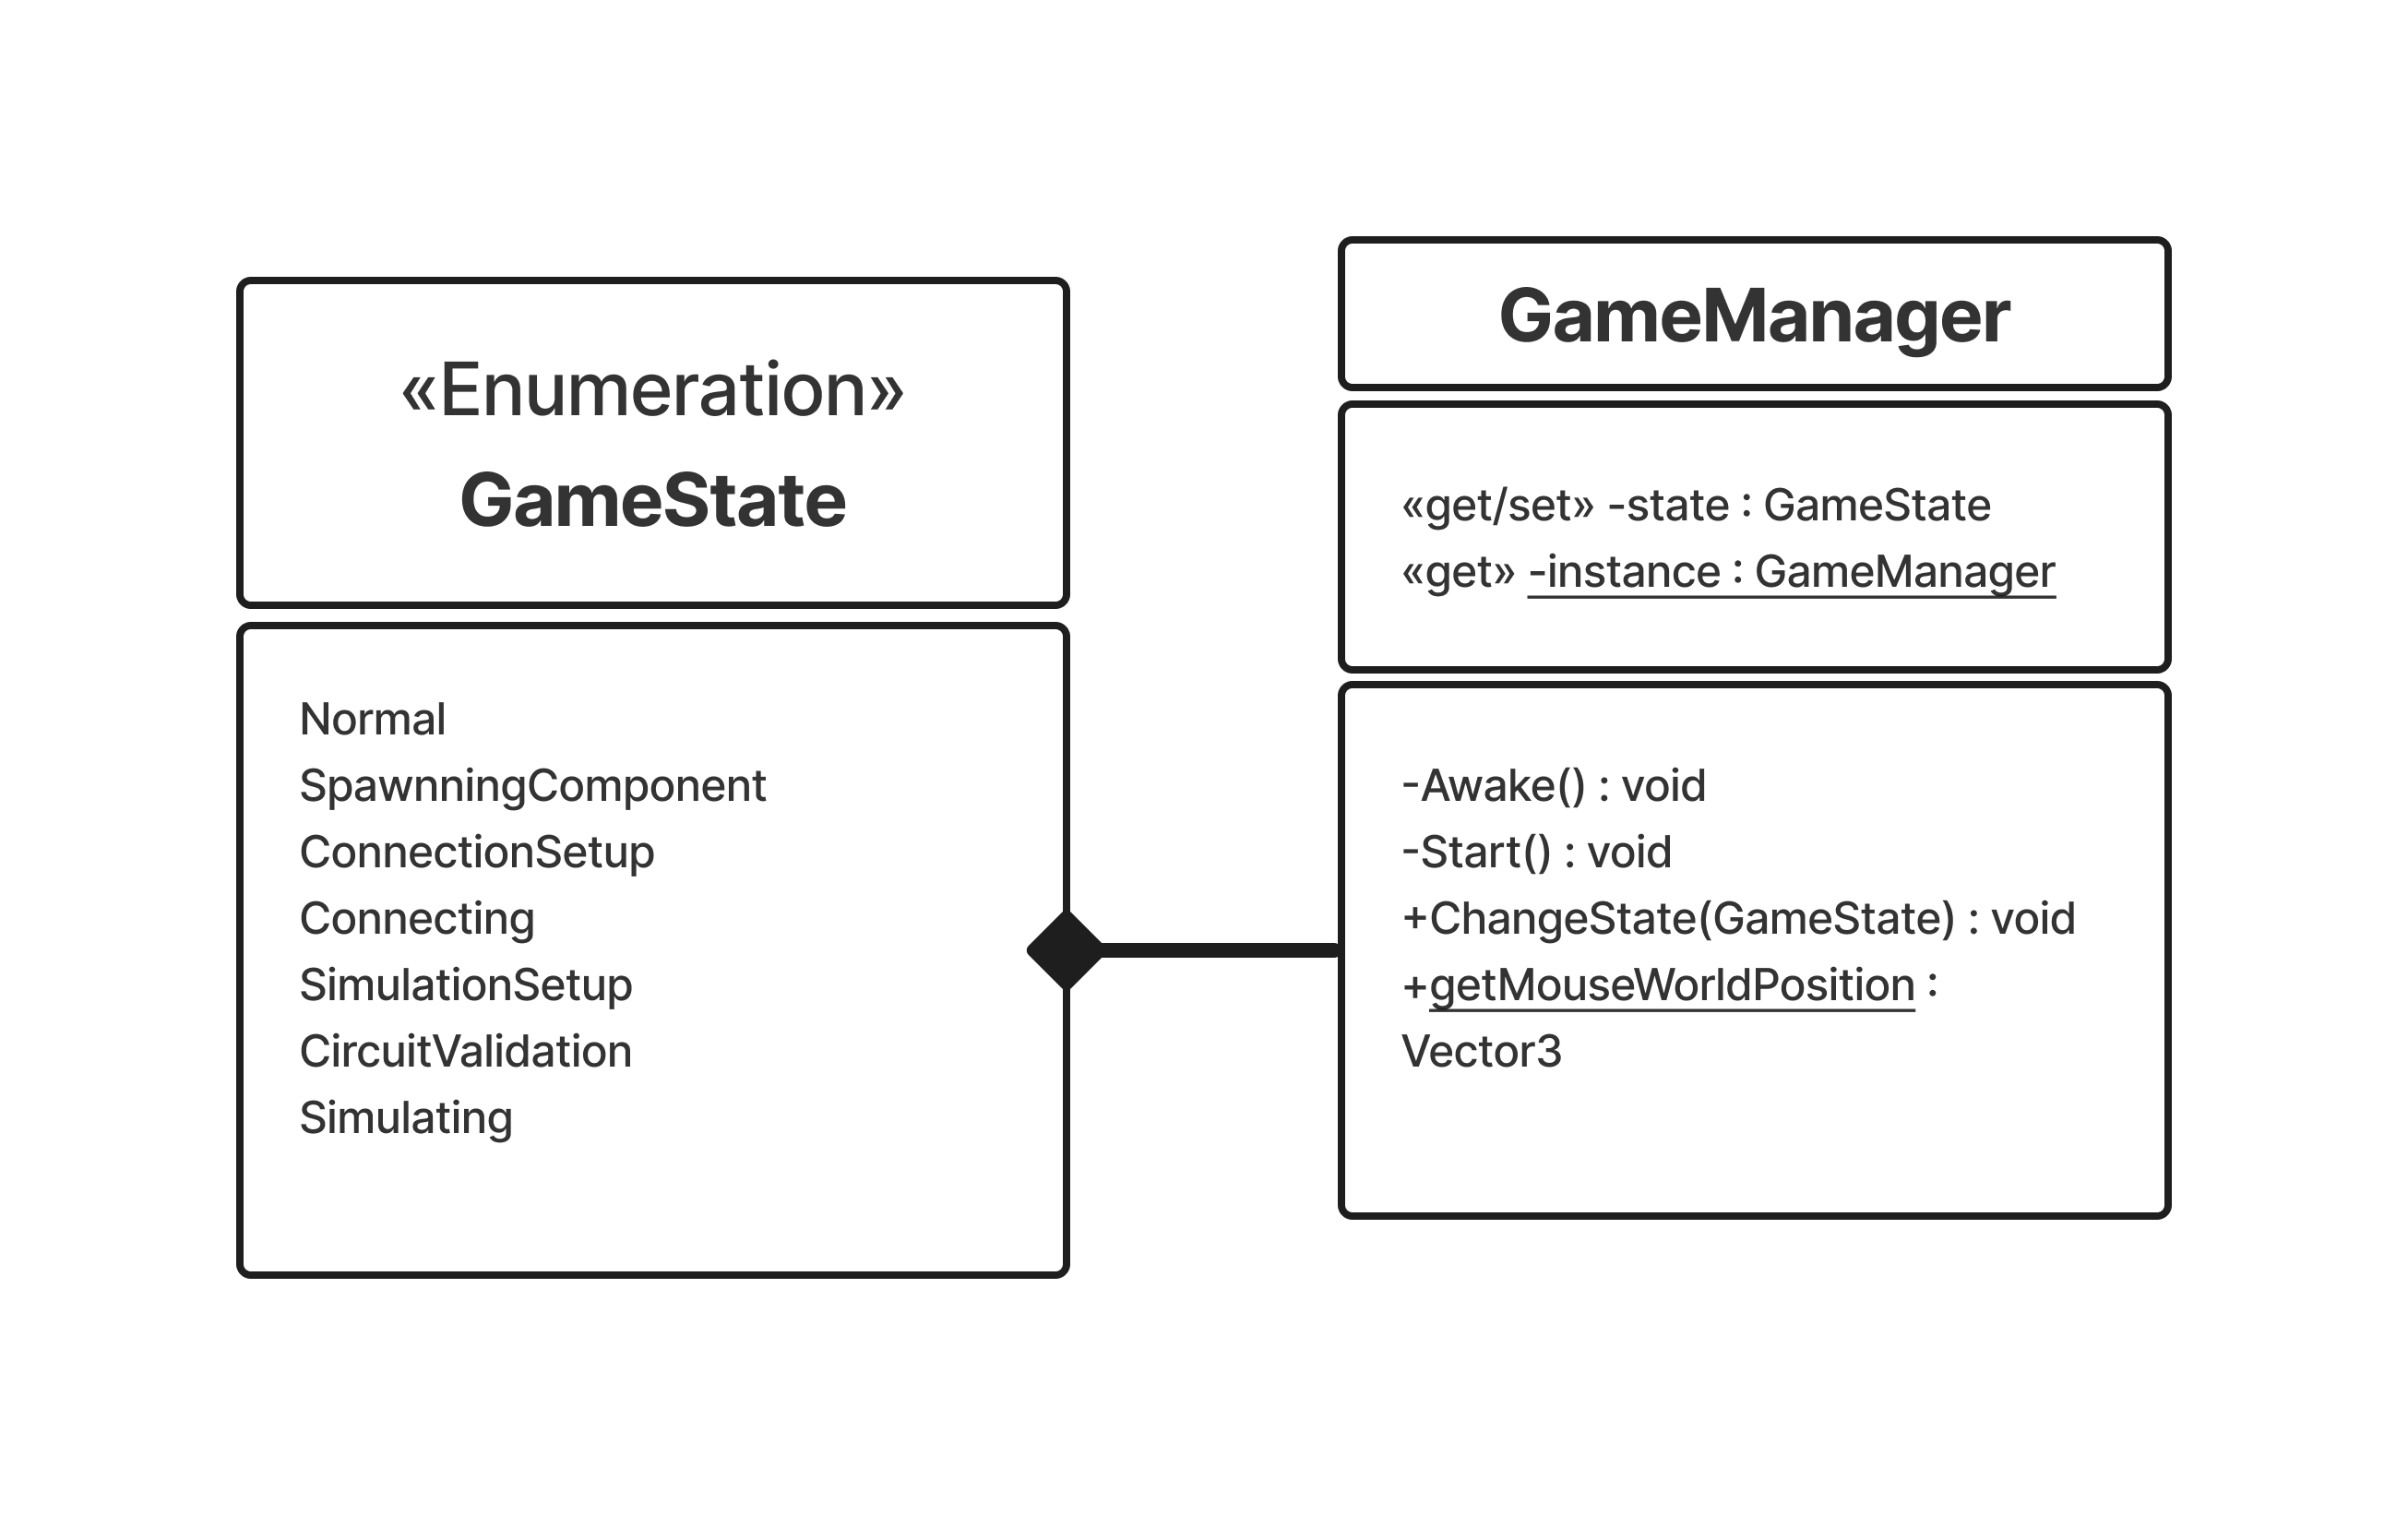 «Enumeration»
GameState
Normal
SpawnningComponent
ConnectionSetup
Connecting
SimulationSetup
CircuitValidation
Simulating
GameManager
«get/set» -state : GameState
«get» -instance : GameManager
-Awake() : void
-Start() : void
+ChangeState(GameState) : void
+getMouseWorldPosition :
Vector3